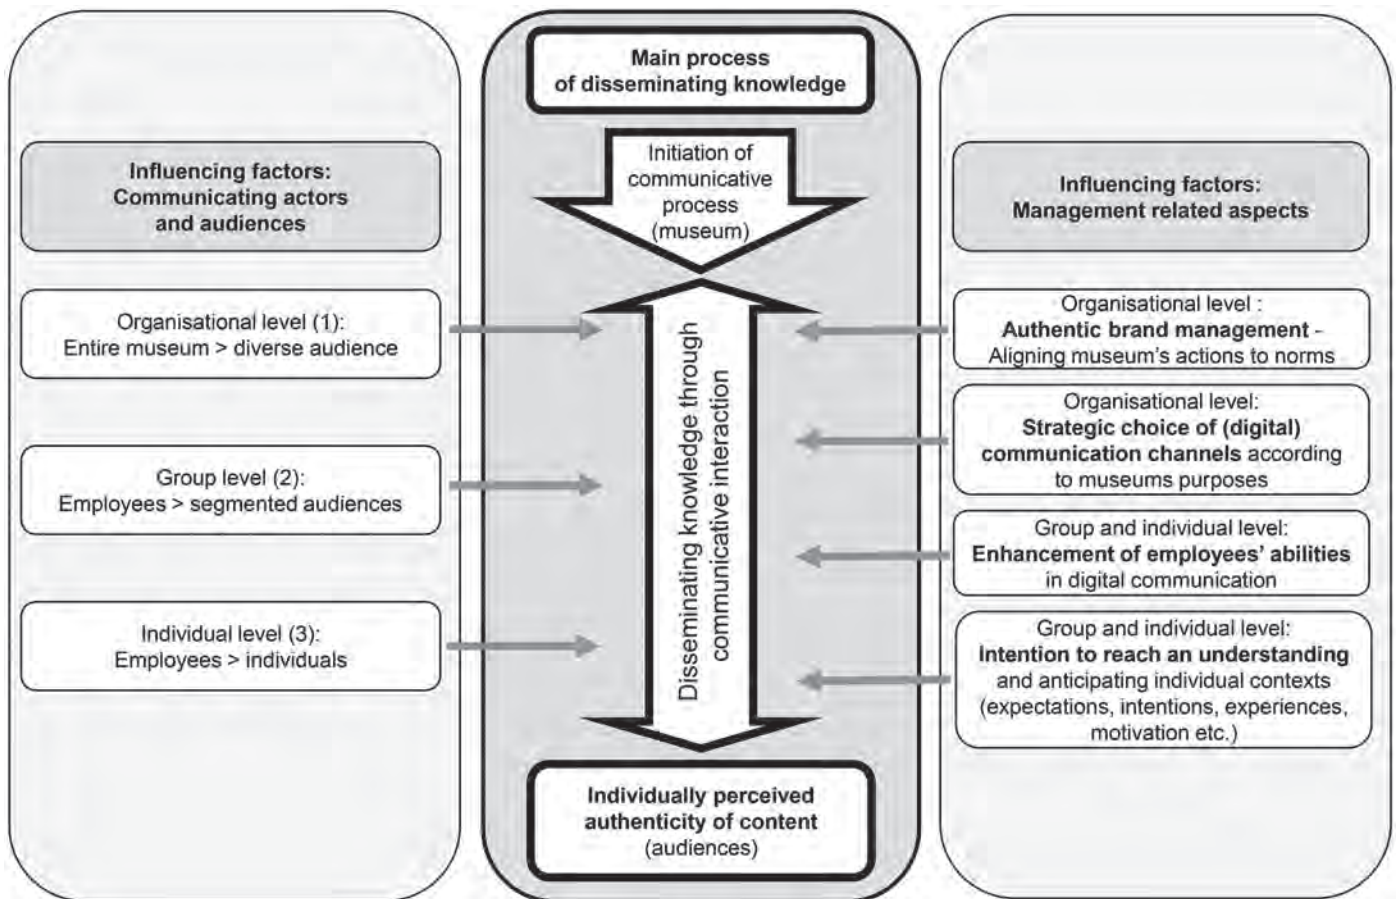 Influencing factors:
Communicating actors
and audiences
Organisational level (1):
Entire museum > diverse audience
Group level (2):
Employees > segmented audiences
Individual level (3):
Employees > individuals
Main process
of disseminating knowledge
Initiation of
communicative
process
(museum)
Disseminating knowledge through
communicative interaction
Individually perceived
authenticity of content
(audiences)
Influencing factors:
Management related aspects
Organisational level :
Authentic brand management -
Aligning museum's actions to norms
Organisational level:
Strategic choice of (digital)
communication channels according
to museums purposes
Group and individual level:
Enhancement of employees' abilities
in digital communication
Group and individual level:
Intention to reach an understanding
and anticipating individual contexts
(expectations, intentions, experiences,
motivation etc.)